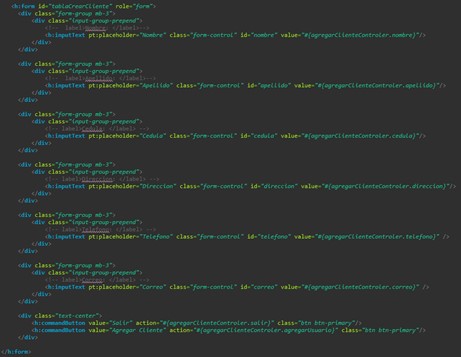 <h:form id="tablaCrearCliente" role="form">
<div class="form-group mb-3">
<div class="input-group-prepend">
<!-- label>Nombre: </label> -->
<h:inputText pt:placeholder="Nombre" class="form-control" id="nombre" value="#{agregarClienteControler.nombre}"/>
</div>
</div>
<div class="form-group mb-3">
<div class="input-group-prepend">
<!-- label>Apellido: </label>-->
<h:inputText pt:placeholder="Apellido" class="form-control" id="apellido" value="#{agregarClienteControler.apellido}"/>
</div>
</div>
<div class="form-group mb-3">
<div class="input-group-prepend">
<!-- label>Cedula: </label> -->
<h:inputText pt:placeholder="Cedula" class="form-control" id="cedula" value="#{agregarClienteControler.cedula}"/>
</div>
</div>
<div class="form-group mb-3">
<div class="input-group-prepend">
<!-- label>Direccion: </label> -->
<h:inputText pt:placeholder="Direccion" class="form-control" id="direccion" value="#{agregarClienteControler.direccion}"/>
</div>
</div>
<div class="form-group mb-3">
<div class="input-group-prepend">
<!-- label>Telefono: </label> -->
<h:inputText pt:placeholder="Telefono" class="form-control" id="telefono" value="#{agregarClienteControler.telefono}" />
</div>
</div>
<div class="form-group mb-3">
<div class="input-group-prepend">
<!-- label>Correo: </label> -->
<h:inputText pt:placeholder="Correo" class="form-control" id="correo" value="#{agregarClienteControler.correo}" />
</div>
</div>
<div class="text-center">
<h:commandButton value="Salir" action="#{agregarClienteControler.salir}" class="btn btn-primary"/>
<h:commandButton value="Agregar Cliente" action="#{agregarClienteControler.agregarUsuario}" class="btn btn-primary"/>
</div>
</h:form>